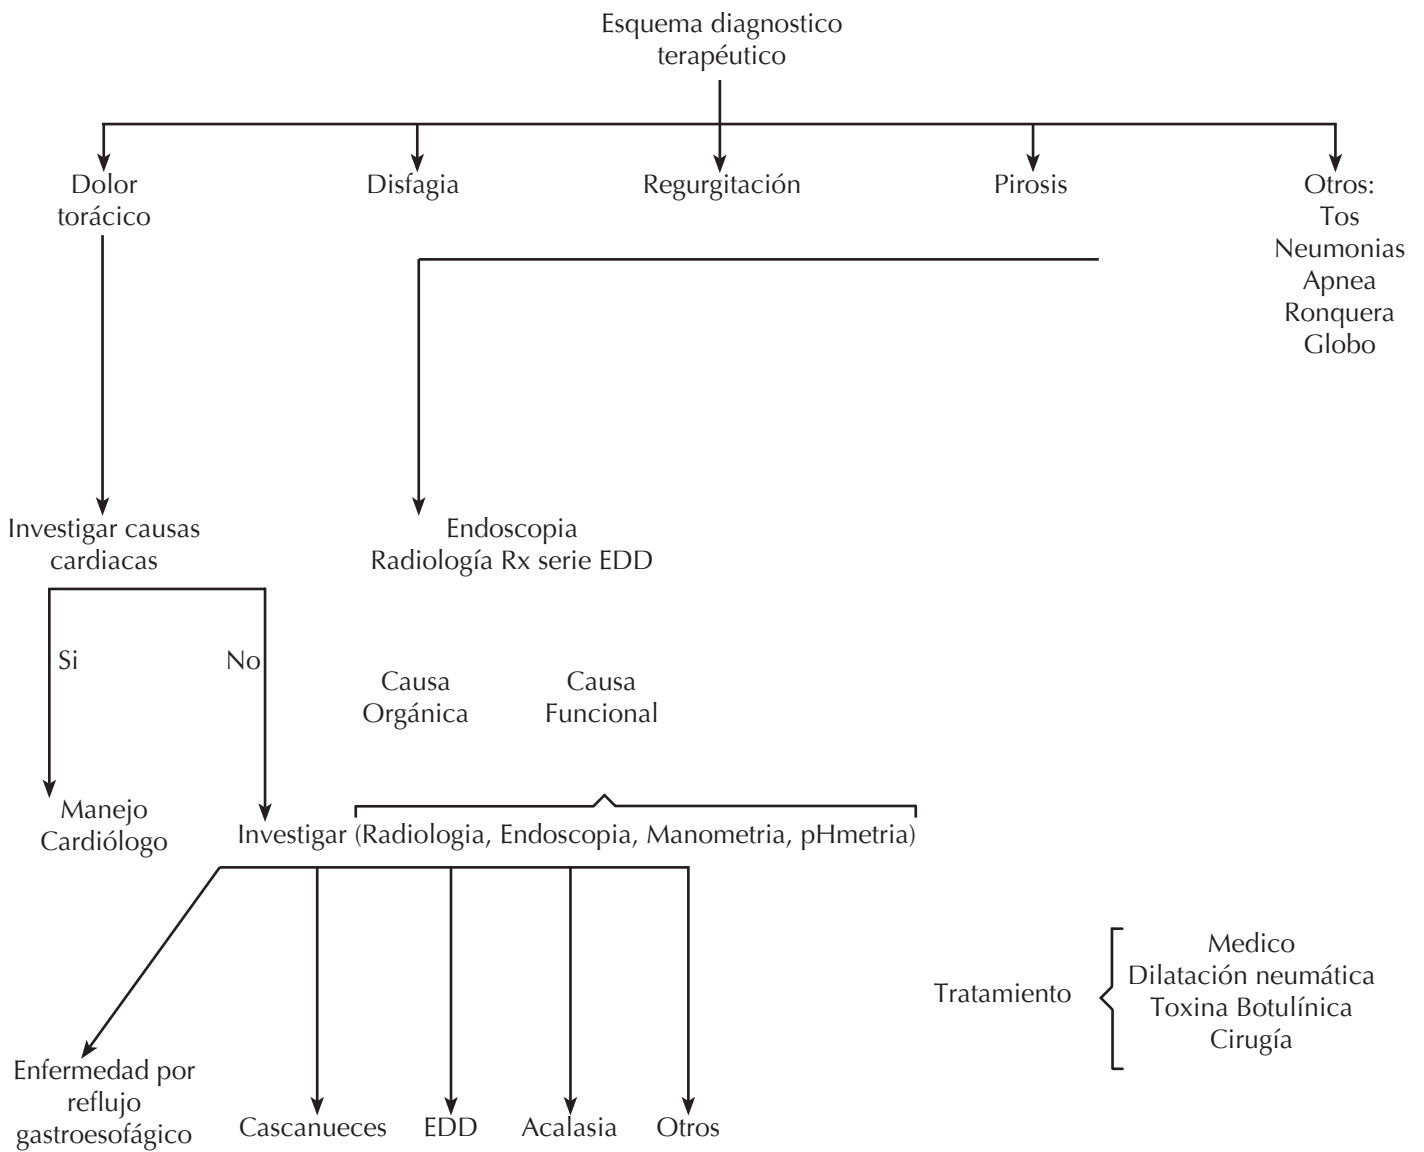 Esquema diagnostico
terapéutico
Dolor
torácico
Disfagia
Regurgitación
Pirosis
Otros:
Tos
Neumonias
Apnea
Ronquera
Globo
Investigar causas
cardiacas
Endoscopia
Radiología Rx serie EDD
Si
No
Causa
Orgánica
Causa
Funcional
Manejo
Cardiólogo
Investigar (Radiologia, Endoscopia, Manometria, pHmetria)
Tratamiento
Medico
Dilatación neumática
Toxina Botulínica
Cirugía
Enfermedad por
reflujo
gastroesofágico
Cascanueces
EDD
Acalasia
Otros